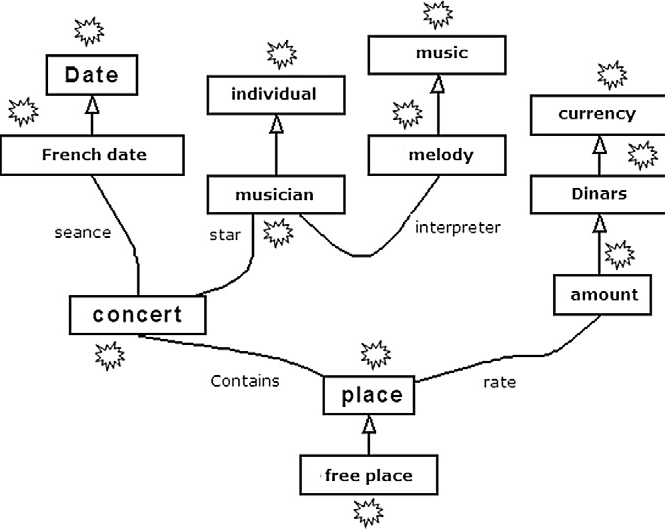 music
Date
individual
currency
French date
melody
musician
Dinars
seance
star
interpreter
concert
amount
Contains
place
rate
free place